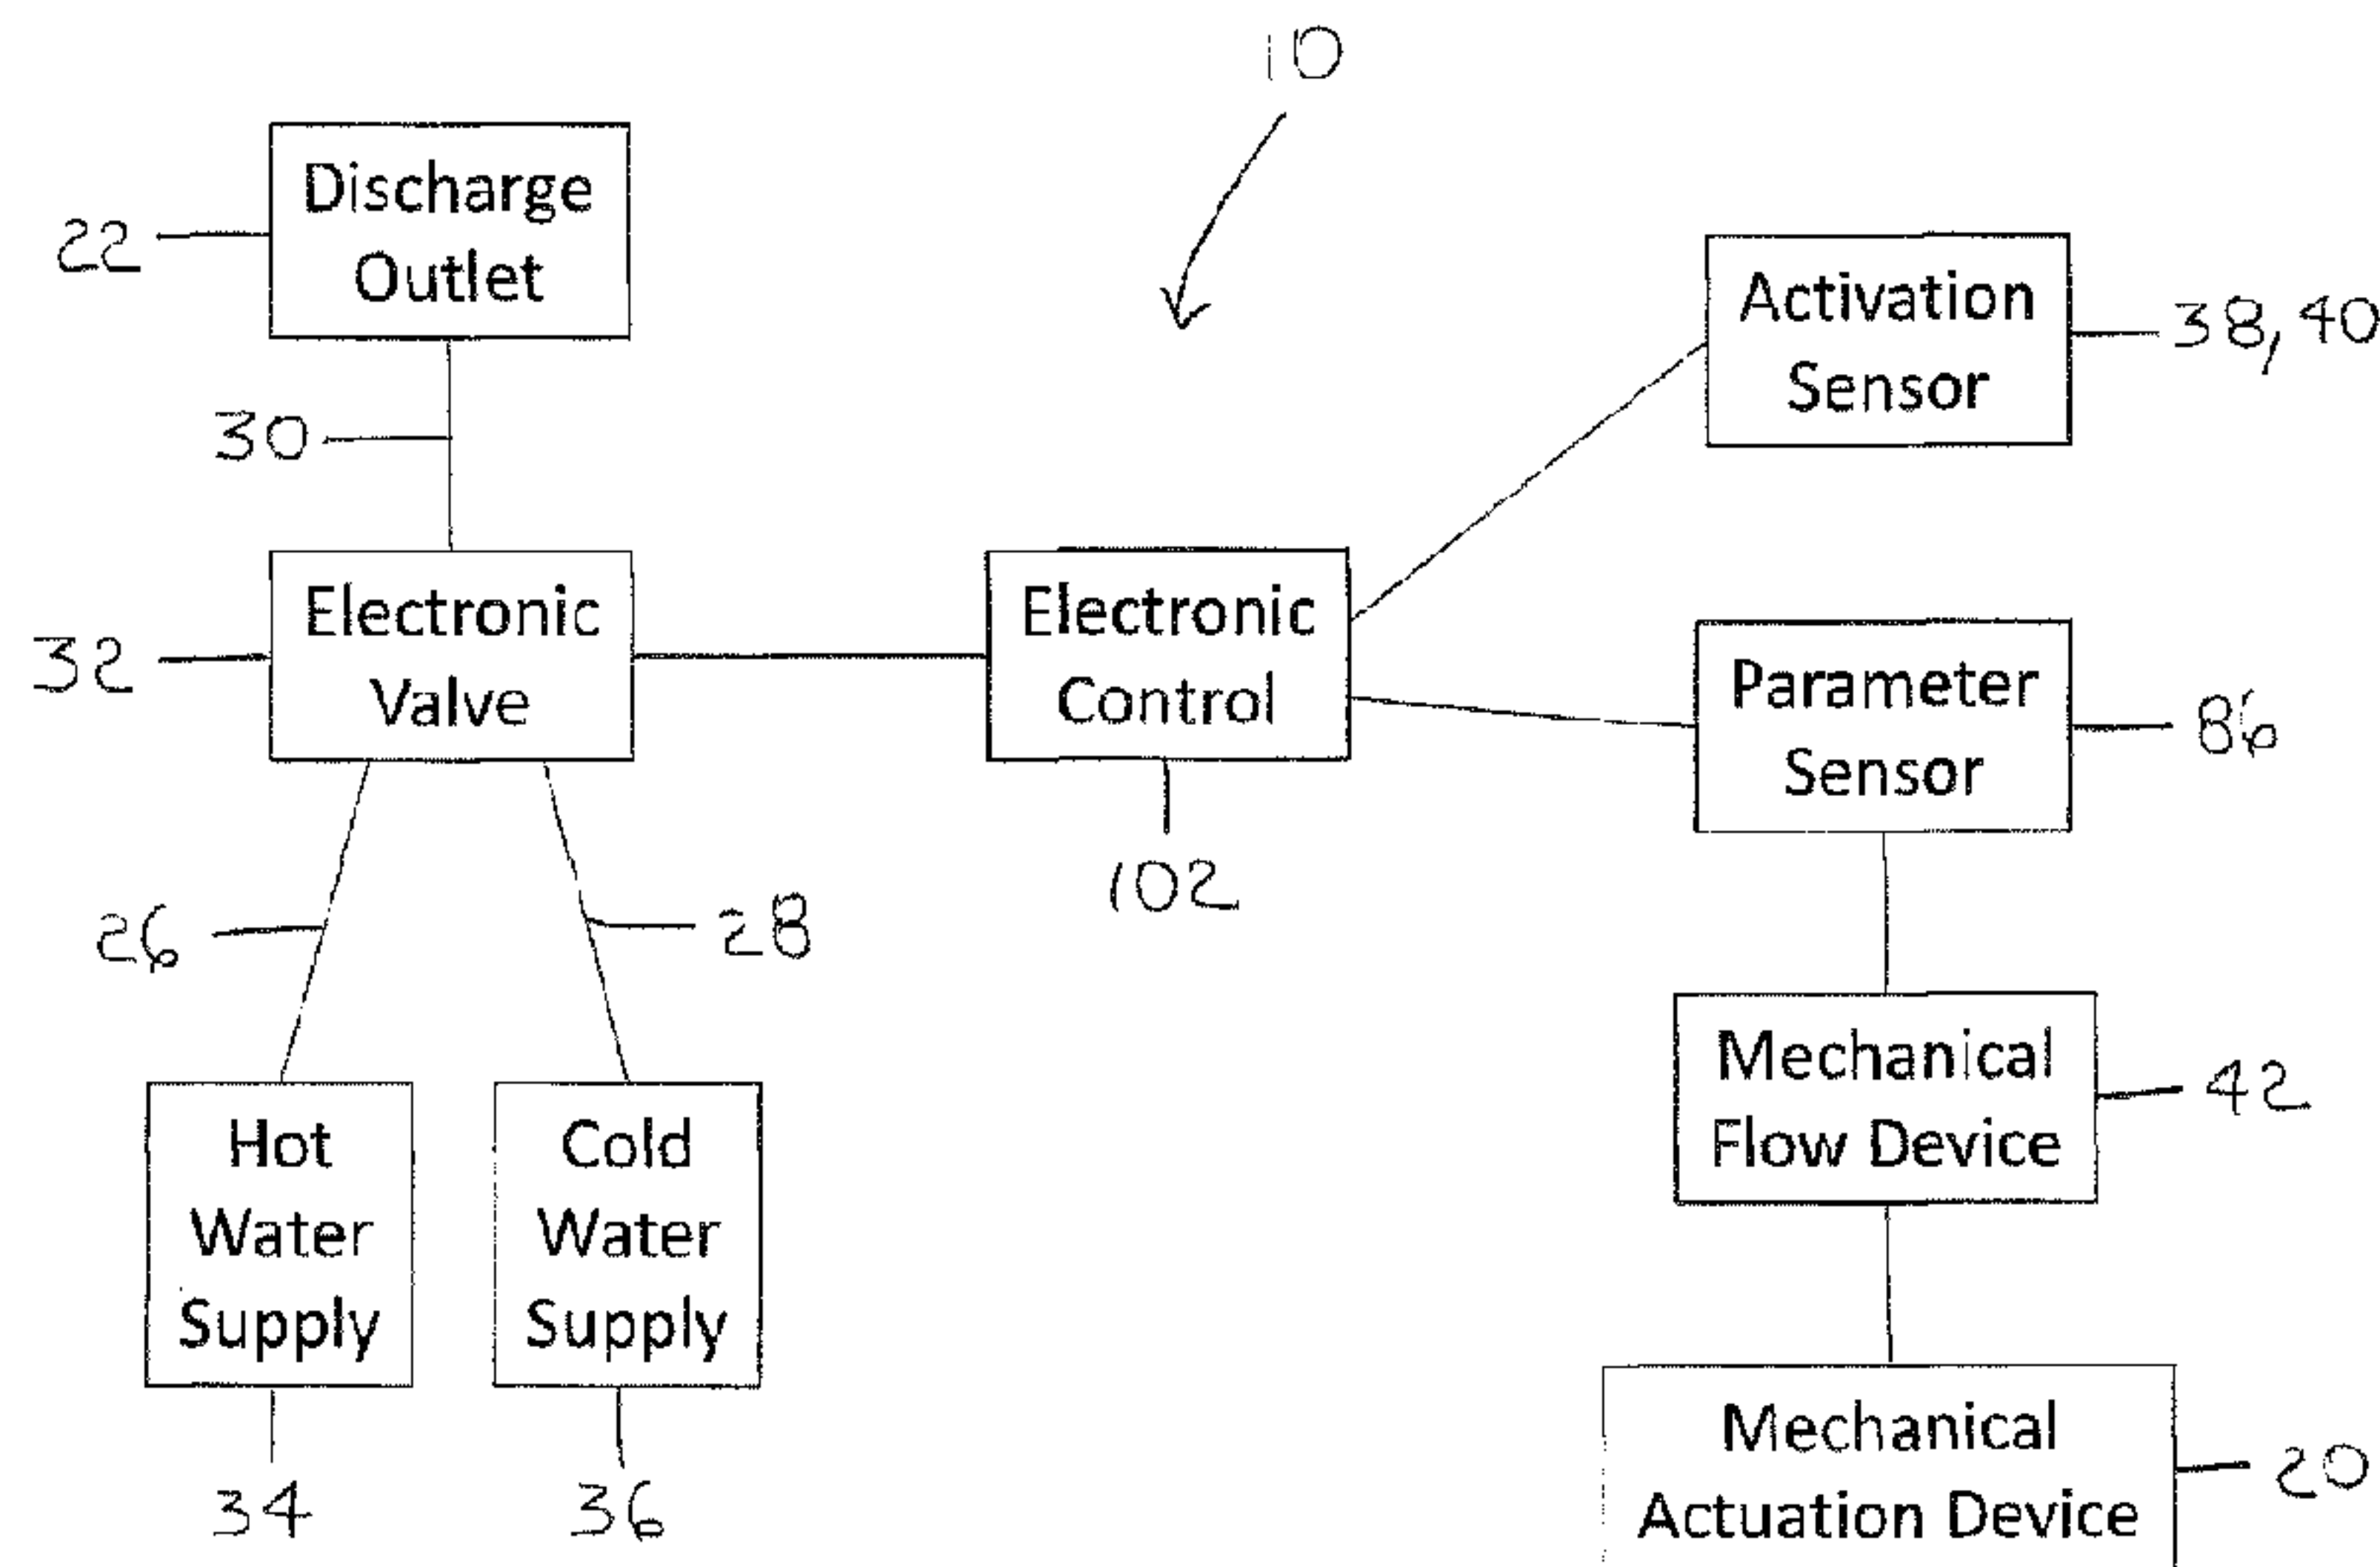 10
Discharge
Outlet
22
Activation
Sensor
38,40
30
Electronic
Valve
32
Electronic
Control
102
Parameter
Sensor
86
26
28
Mechanical
Flow Device
42
Hot
Water
Supply
34
Cold
Water
Supply
36
Mechanical
Actuation Device
20